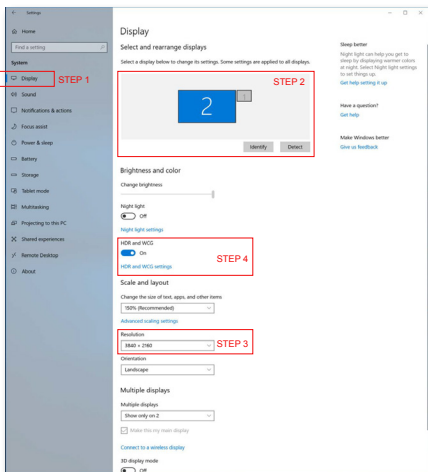 Settings
Home
Find a setting
System
Display
STEP 1
Sound
Notifications & actions
Focus assist
Power & sleep
Battery
Storage
Tablet mode
Multitasking
Projecting to this PC
Shared experiences
Remote Desktop
About
Display
Select and rearrange displays
Select a display below to change its settings. Some settings are applied to all displays.
STEP 2
2
1
Identify
Detect
Brightness and color
Change brightness
Night light
Off
Night light settings
HDR and WCG
On
STEP 4
HDR and WCG settings
Scale and layout
Change the size of text, apps, and other items
150% (Recommended)
Advanced scaling settings
Resolution
3840 × 2160
STEP 3
Orientation
Landscape
Multiple displays
Multiple displays
Show only on 2
Make this my main display
Connect to a wireless display
3D display mode
Off
Sleep better
Night light can help you get to
sleep by displaying warmer colors
at night. Select Night light settings
to set things up.
Get help setting it up
Have a question?
Get help
Make Windows better
Give us feedback